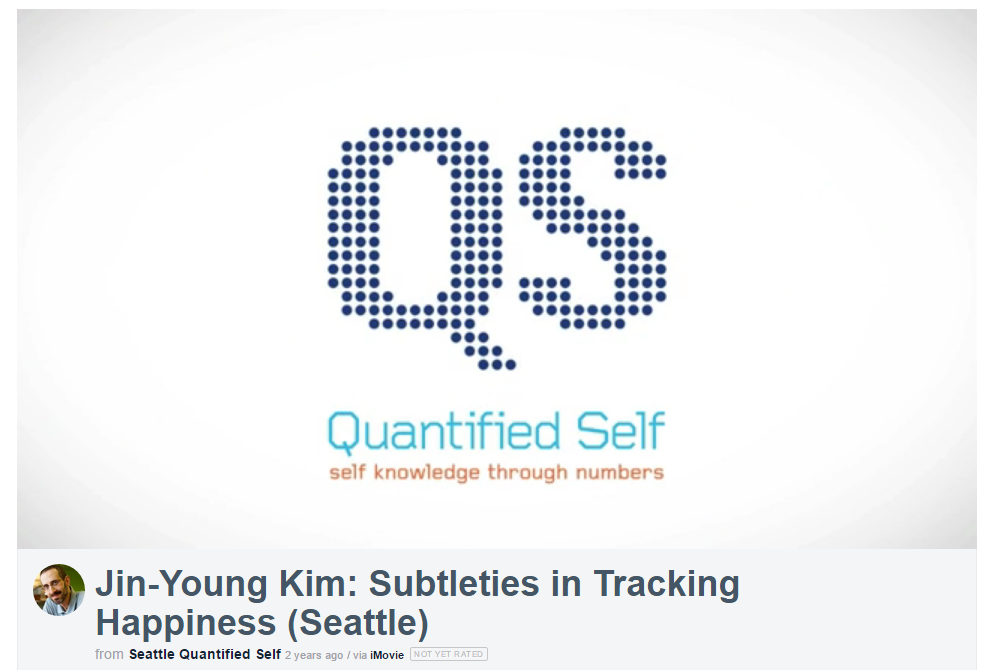 QS
Quantified Self
self knowledge through numbers
Jin-Young Kim: Subtleties in Tracking
Happiness (Seattle)
from Seattle Quantified Self 2 years ago / via iMovie NOT YET RATED